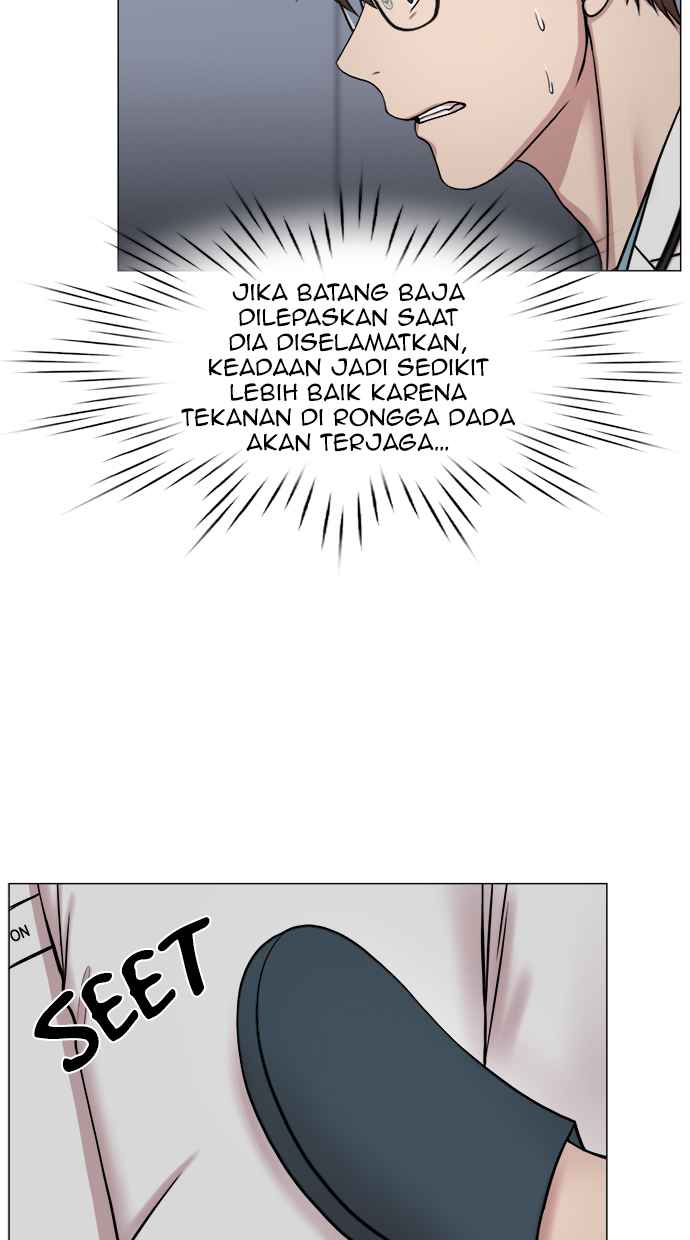 JIKA BATANG BAJA
DILEPASKAN SAAT
DIA DISELAMATKAN,
KEADAAN JADI SEDIKIT
LEBIH BAIK KARENA
TEKANAN DI RONGGA DADA
AKAN TERJAGA...
ON
SEET